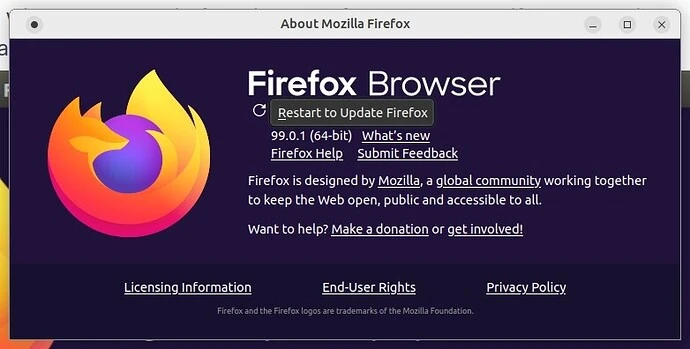 About Mozilla Firefox
Firefox Browser
Restart to Update Firefox
99.0.1 (64-bit) What's new
Firefox Help Submit Feedback
Firefox is designed by Mozilla, a global community working together
to keep the Web open, public and accessible to all.
Want to help? Make a donation or get involved!
Licensing Information End-User Rights Privacy Policy
Firefox and the Firefox logos are trademarks of the Mozilla Foundation.